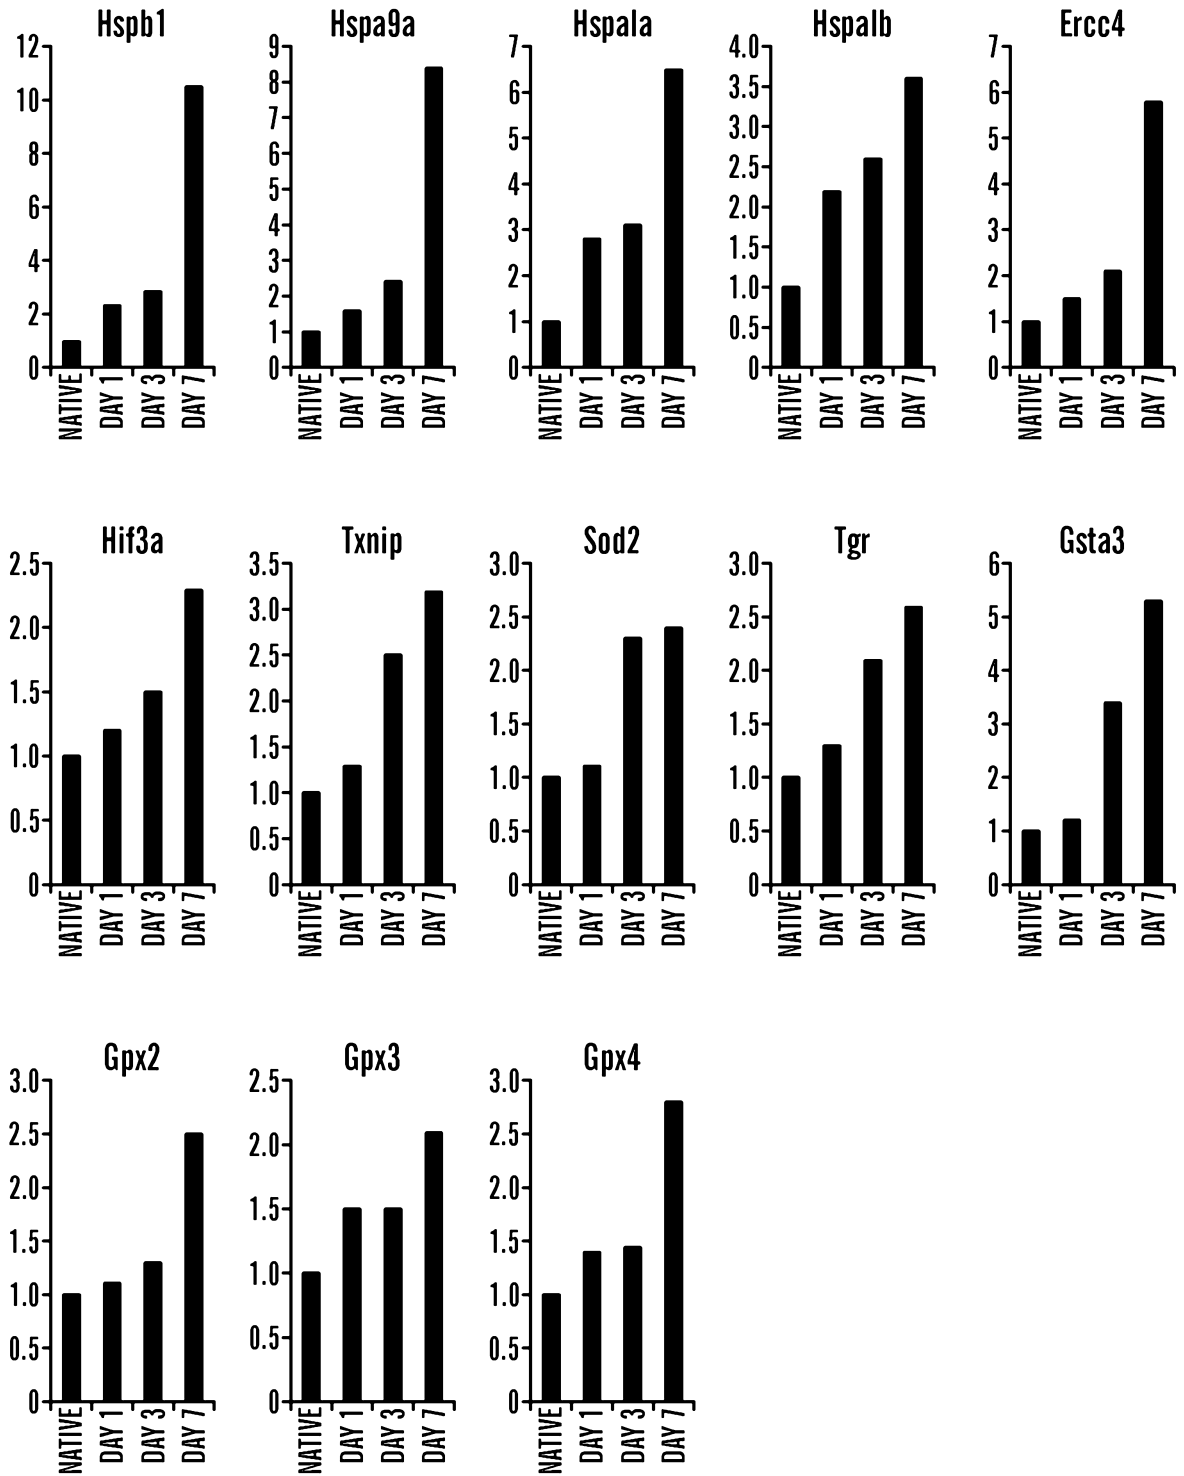 Hspb1 Hspa9a Hspala Hspalb Ercc4
12 9 7 4.0 7
10 8 6 3.5 6
8 7 5 3.0 5
6 6 4 2.5 4
4 5 3 2.0 3
2 4 2 1.5 2
0 3 1 1.0 1
2 0 0.5 0
1 0
0
NATIVE DAY 1 DAY 3 DAY 7 NATIVE DAY 1 DAY 3 DAY 7 NATIVE DAY 1 DAY 3 DAY 7 NATIVE DAY 1 DAY 3 DAY 7 NATIVE DAY 1 DAY 3 DAY 7
Hif3a Txnip Sod2 Tgr Gsta3
2.5 3.5 3.0 3.0 6
2.0 3.0 2.5 2.5 5
1.5 2.5 2.0 2.0 4
1.0 2.0 1.5 1.5 3
0.5 1.5 1.0 1.0 2
0 1.0 0.5 0.5 1
0.5 0 0 0
0
NATIVE DAY 1 DAY 3 DAY 7 NATIVE DAY 1 DAY 3 DAY 7 NATIVE DAY 1 DAY 3 DAY 7 NATIVE DAY 1 DAY 3 DAY 7 NATIVE DAY 1 DAY 3 DAY 7
Gpx2 Gpx3 Gpx4
3.0 2.5 3.0
2.5 2.0 2.5
2.0 1.5 2.0
1.5 1.0 1.5
1.0 0.5 1.0
0.5 0 0.5
0 0
NATIVE DAY 1 DAY 3 DAY 7 NATIVE DAY 1 DAY 3 DAY 7 NATIVE DAY 1 DAY 3 DAY 7